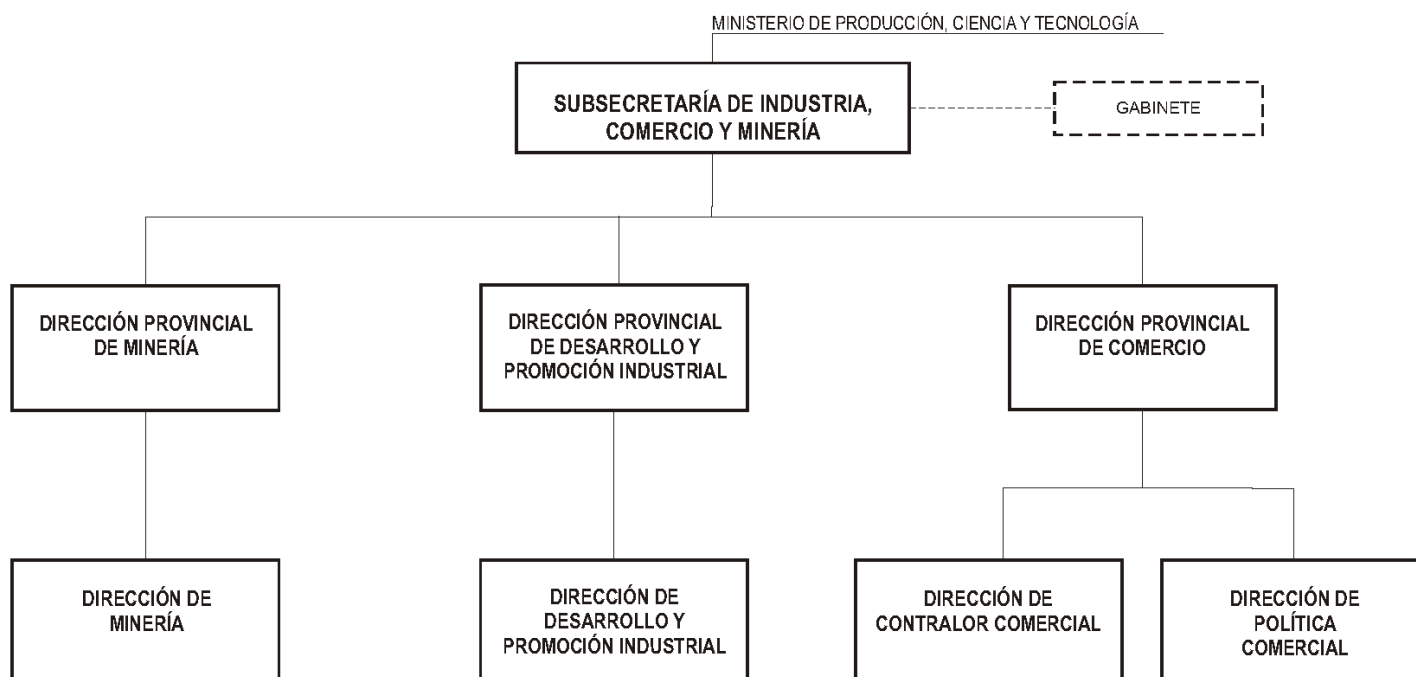 MINISTERIO DE PRODUCCIÓN, CIENCIA Y TECNOLOGÍA
SUBSECRETARÍA DE INDUSTRIA,
COMERCIO Y MINERÍA
GABINETE
DIRECCIÓN PROVINCIAL
DE MINERÍA
DIRECCIÓN PROVINCIAL
DE DESARROLLO Y
PROMOCIÓN INDUSTRIAL
DIRECCIÓN PROVINCIAL
DE COMERCIO
DIRECCIÓN DE
MINERÍA
DIRECCIÓN DE
DESARROLLO Y
PROMOCIÓN INDUSTRIAL
DIRECCIÓN DE
CONTRALOR COMERCIAL
DIRECCIÓN DE
POLÍTICA
COMERCIAL